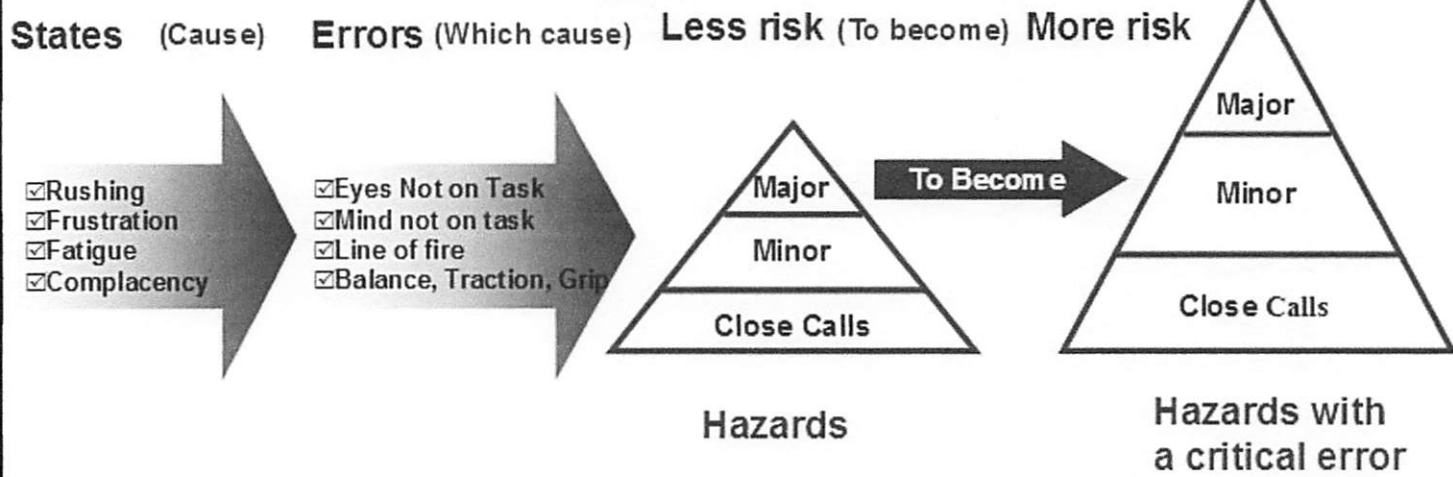 States (Cause) Errors (Which cause) Less risk (To become) More risk
☑Rushing
☑Frustration
☑Fatigue
☑Complacency
☑Eyes Not on Task
☑Mind not on task
☑Line of fire
☑Balance, Traction, Grip
Major
Minor
Close Calls
Hazards
To Become
Major
Minor
Close Calls
Hazards with
a critical error